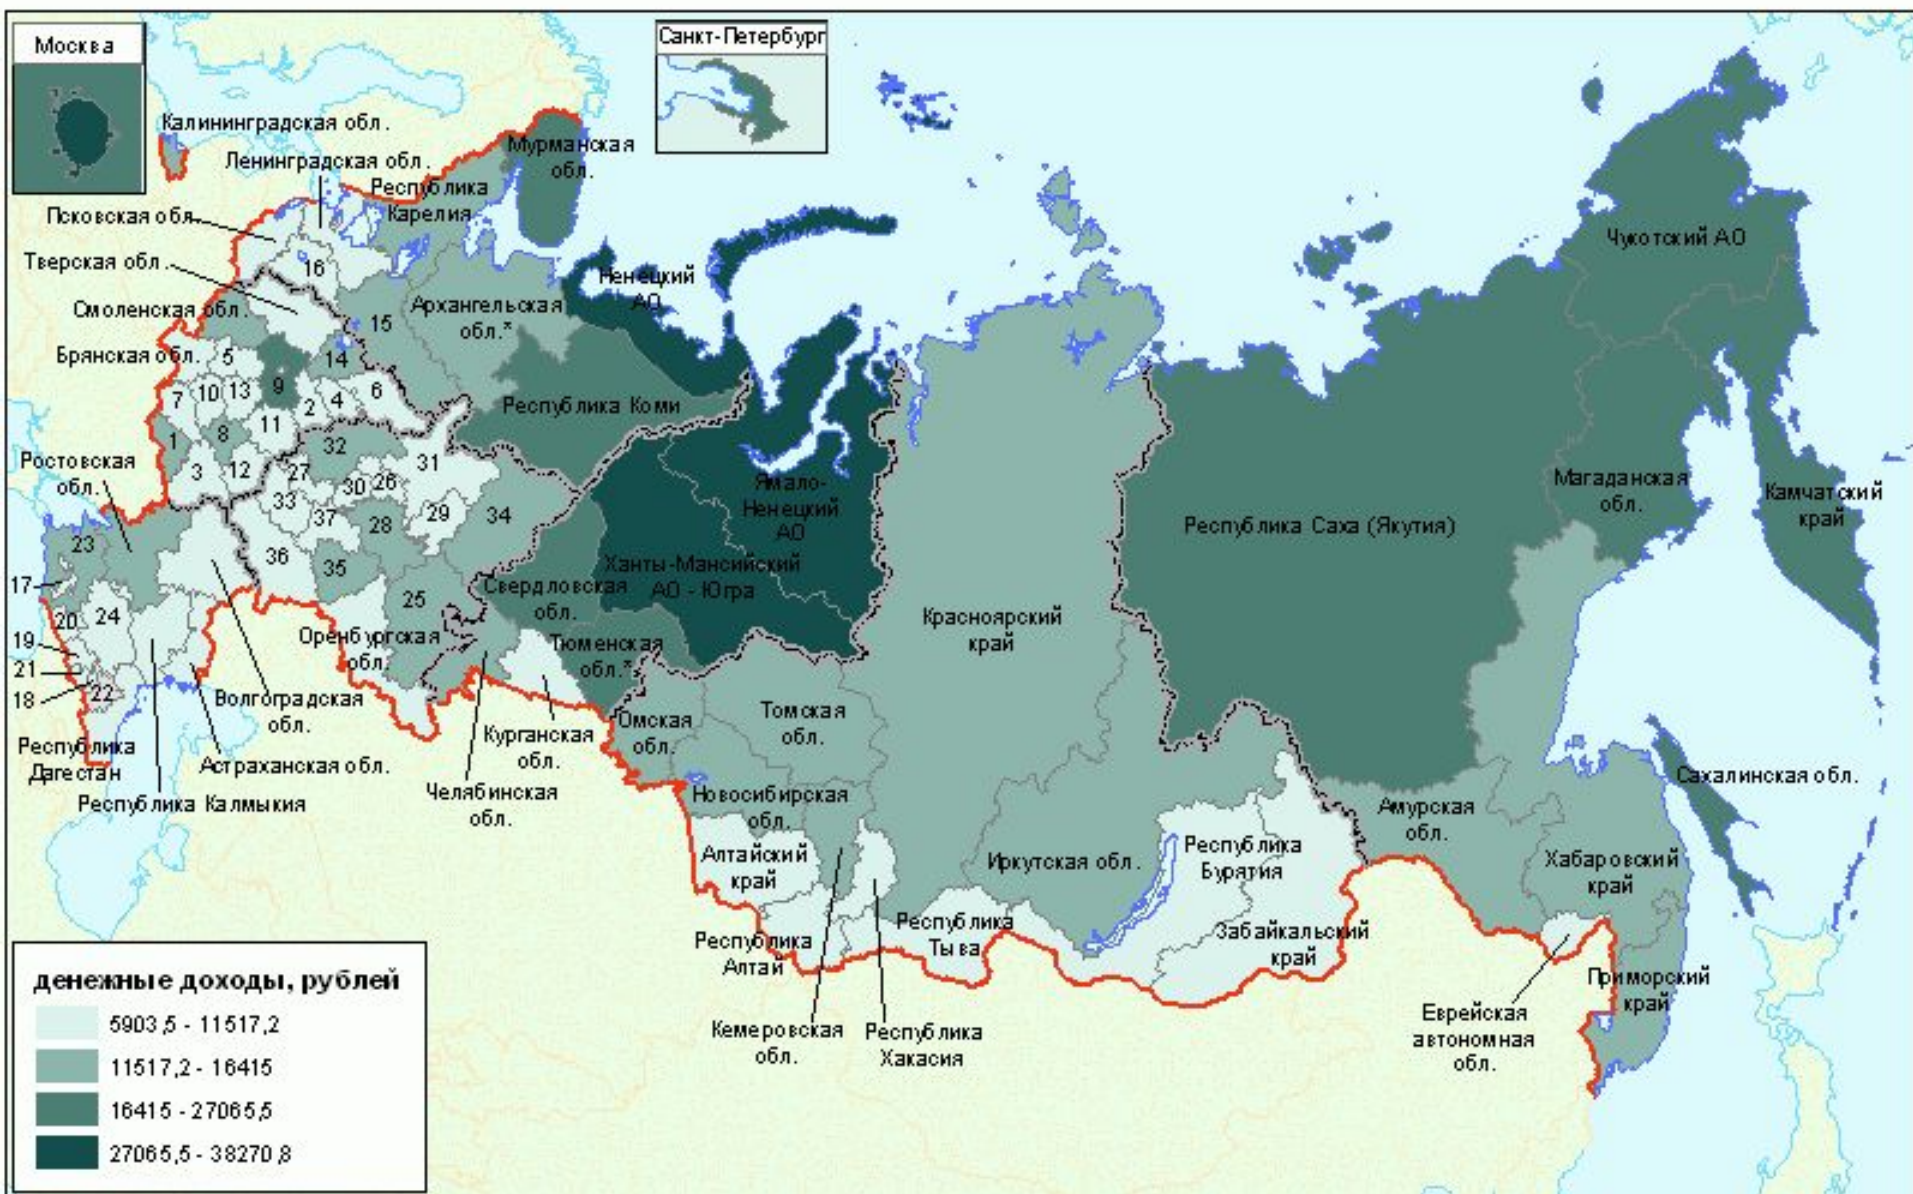 Москва
Санкт-Петербург
Калининградская обл.
Ленинградская обл.
Мурманская
обл.
Республика
Карелия
Псковская обл.
Тверская обл.
16
Ненецкий
АО
Чукотский АО
Смоленская обл.
Архангельская
обл.*
15
Брянская обл.
5
14
7
10
13
9
2
4
6
Республика Коми
1
8
11
32
Ростовская
обл.
3
12
27
31
30
26
33
Ямало-
Ненецкий
АО
Магаданская
обл.
Камчатский
край
Республика Саха (Якутия)
37
28
29
34
23
36
35
Ханты-Мансийский
АО - Югра
17
25
Свердловская
обл.
24
20
Красноярский
край
19
Оренбургская
обл.
Тюменская
обл.*
21
18
22
Волгоградская
обл.
Курганская
обл.
Омская
обл.
Томская
обл.
Республика
Дагестан
Астраханская обл.
Республика Калмыкия
Челябинская
обл.
Новосибирская
обл.
Сахалинская обл.
Амурская
обл.
Алтайский
край
Иркутская обл.
Республика
Бурятия
Хабаровский
край
Республика
Алтай
Республика
Тыва
Забайкальский
край
Приморский
край
Кемеровская
обл.
Республика
Хакасия
Еврейская
автономная
обл.
денежные доходы, рублей
5903,5 - 11517,2
11517,2 - 16415
16415 - 27065,5
27065,5 - 38270,8